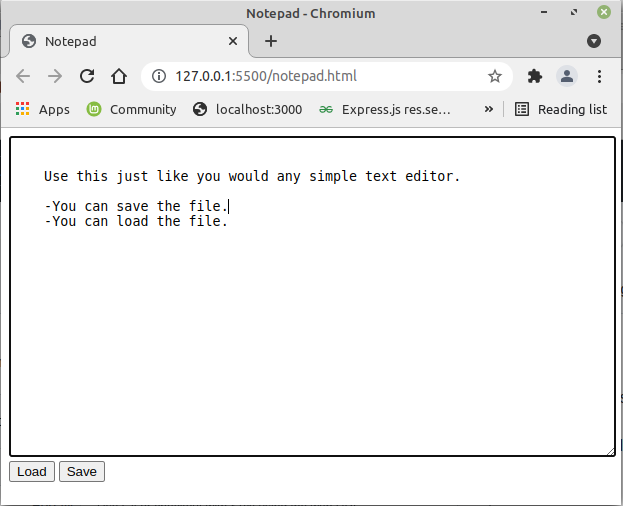 Notepad - Chromium
Notepad
127.0.0.1:5500/notepad.html
Apps Community localhost:3000 Express.js res.se... » Reading list
Use this just like you would any simple text editor.
-You can save the file.
-You can load the file.
Load Save